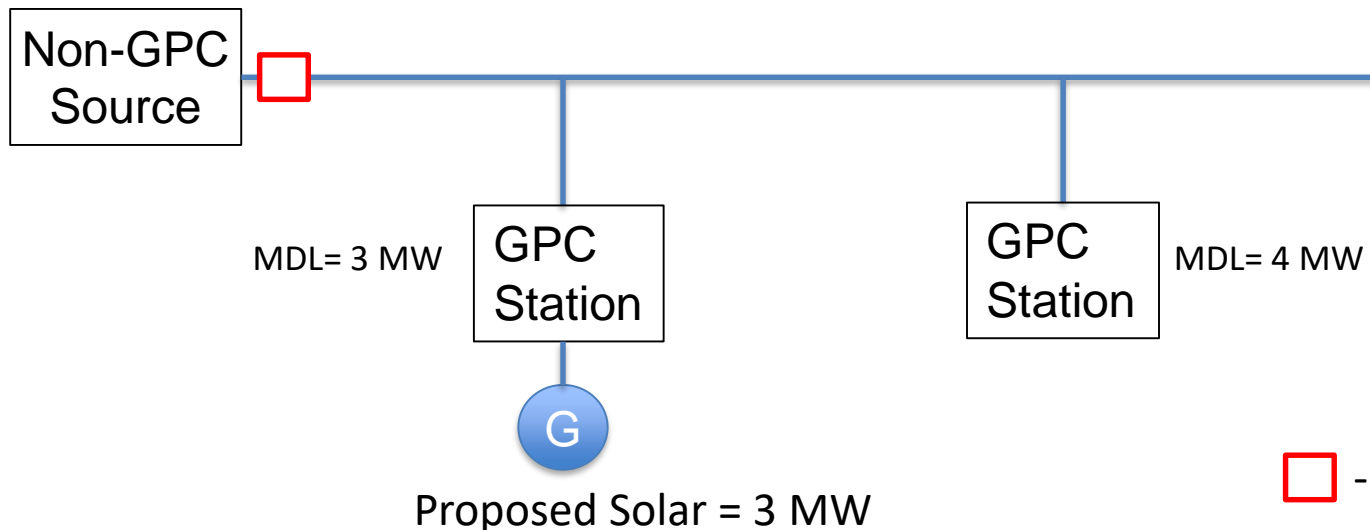 Non-GPC
Source
MDL= 3 MW
GPC
Station
GPC
Station
MDL= 4 MW
G
Proposed Solar = 3 MW
-